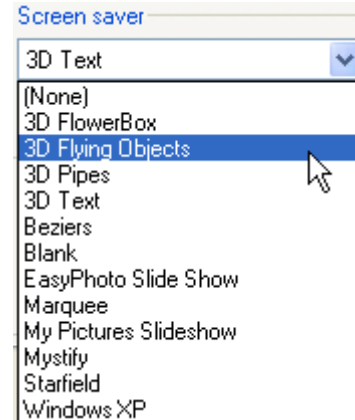 Screen saver
3D Text
(None)
3D FlowerBox
3D Flying Objects
3D Pipes
3D Text
Beziers
Blank
EasyPhoto Slide Show
Marquee
My Pictures Slideshow
Mystify
Starfield
Windows XP